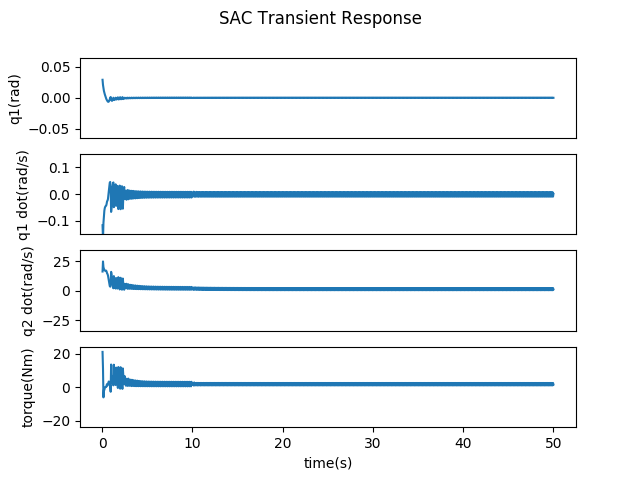 SAC Transient Response
q1(rad)
0.05
0.00
−0.05
q1 dot(rad/s)
0.1
0.0
−0.1
q2 dot(rad/s)
25
0
−25
torque(Nm)
20
0
−20
0 10 20 30 40 50
time(s)